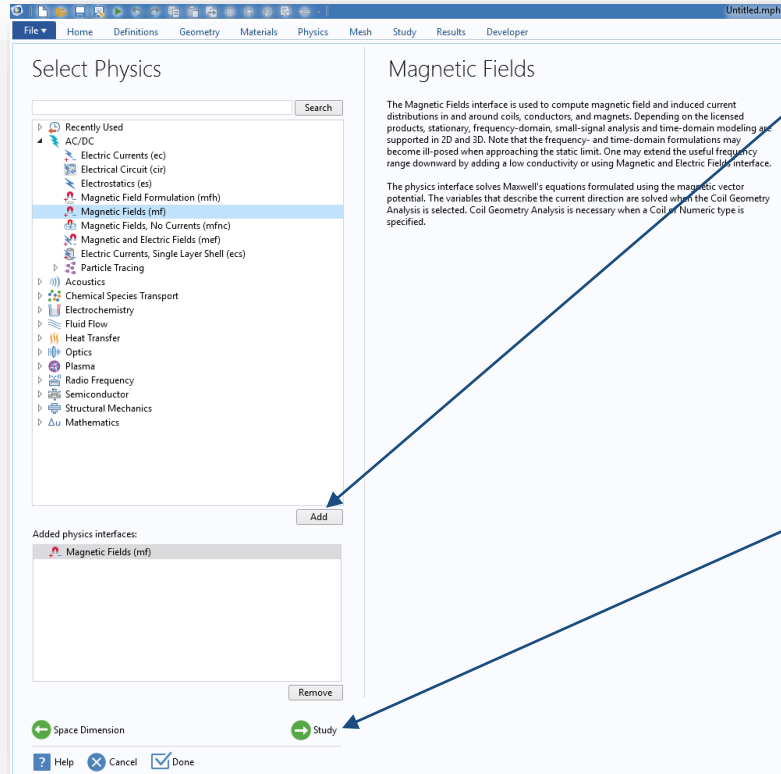 Untitled.mph
File Home Definitions Geometry Materials Physics Mesh Study Results Developer
Select Physics
Search
Recently Used
AC/DC
Electric Currents (ec)
Electrical Circuit (cir)
Electrostatics (es)
Magnetic Field Formulation (mfh)
Magnetic Fields (mf)
Magnetic Fields, No Currents (mfnc)
Magnetic and Electric Fields (mef)
Electric Currents, Single Layer Shell (ecs)
Particle Tracing
Acoustics
Chemical Species Transport
Electrochemistry
Fluid Flow
Heat Transfer
Optics
Plasma
Radio Frequency
Semiconductor
Structural Mechanics
Δu Mathematics
Add
Added physics interfaces:
Magnetic Fields (mf)
Remove
Space Dimension
Study
? Help Cancel Done
Magnetic Fields
The Magnetic Fields interface is used to compute magnetic field and induced current
distributions in and around coils, conductors, and magnets. Depending on the licensed
products, stationary, frequency-domain, small-signal analysis and time-domain modeling are
supported in 2D and 3D. Note that the frequency- and time-domain formulations may
become ill-posed when approaching the static limit. One may extend the useful frequency
range downward by adding a low conductivity or using Magnetic and Electric Fields interface.
The physics interface solves Maxwell's equations formulated using the magnetic vector
potential. The variables that describe the current direction are solved when the Coil Geometry
Analysis is selected. Coil Geometry Analysis is necessary when a Coil of Numeric type is
specified.